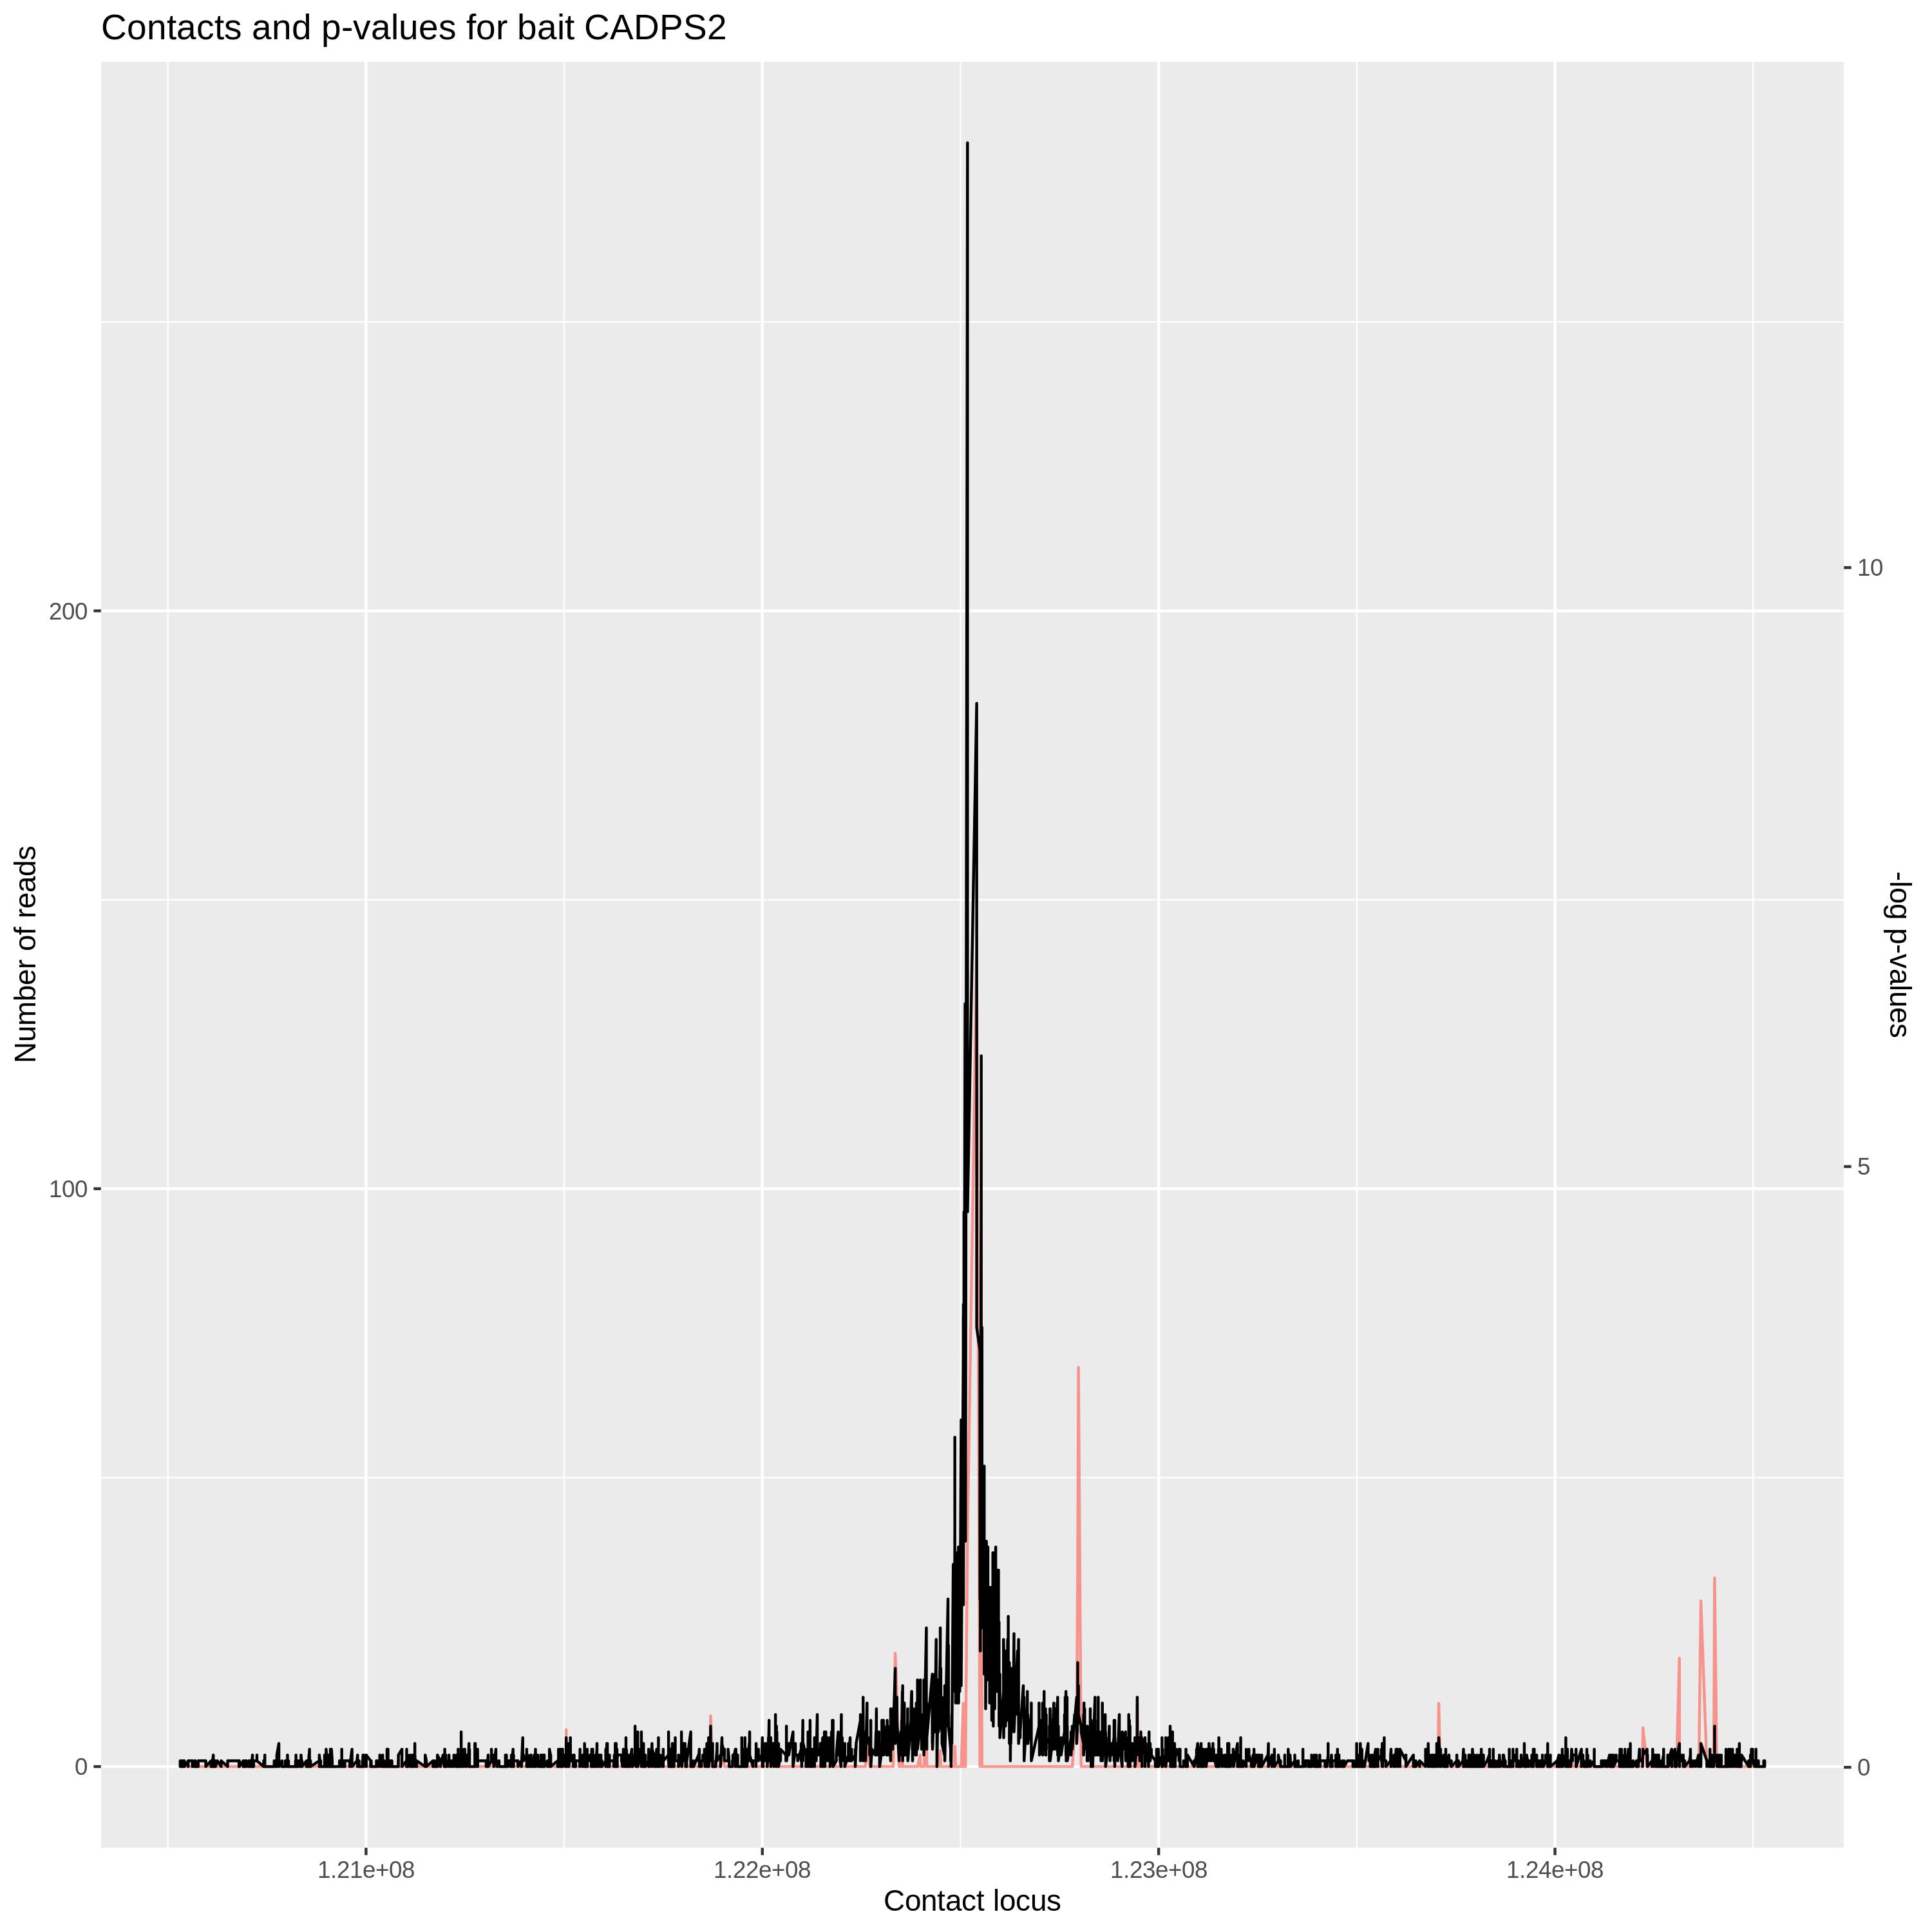 Contacts and p-values for bait CADPS2
Number of reads
200
100
0
10
5
0
-log p-values
1.21e+08
1.22e+08
1.23e+08
1.24e+08
Contact locus